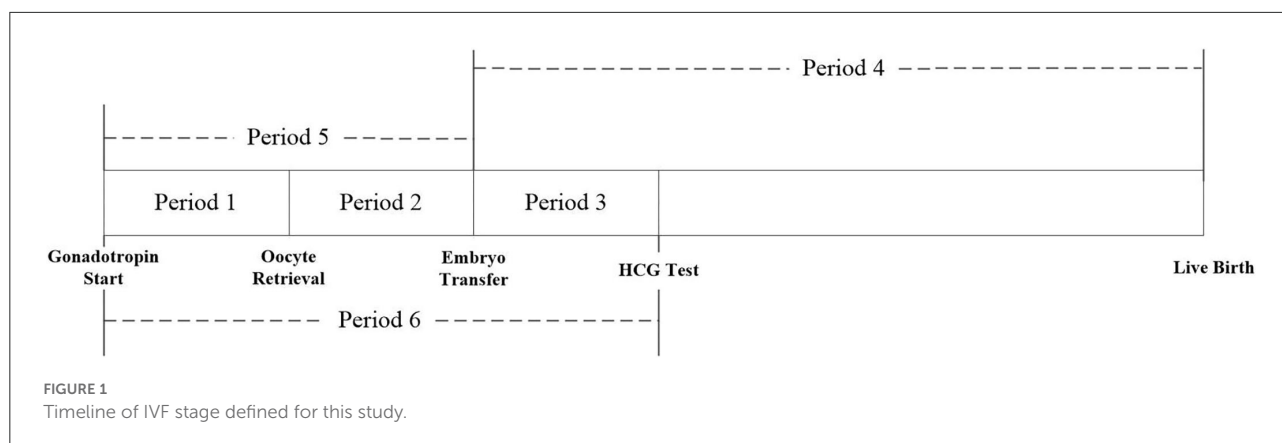 Period 4
Period 5
Period 1
Period 2
Period 3
Gonadotropin
Start
Oocyte
Retrieval
Embryo
Transfer
HCG Test
Live Birth
Period 6
FIGURE 1
Timeline of IVF stage defined for this study.